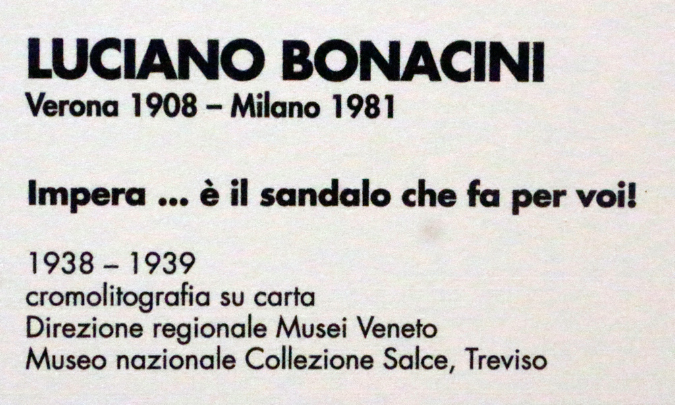 LUCIANO BONACINI
Verona 1908 – Milano 1981
Impera ... è il sandalo che fa per voi!
1938 – 1939
cromolitografia su carta
Direzione regionale Musei Veneto
Museo nazionale Collezione Salce, Treviso